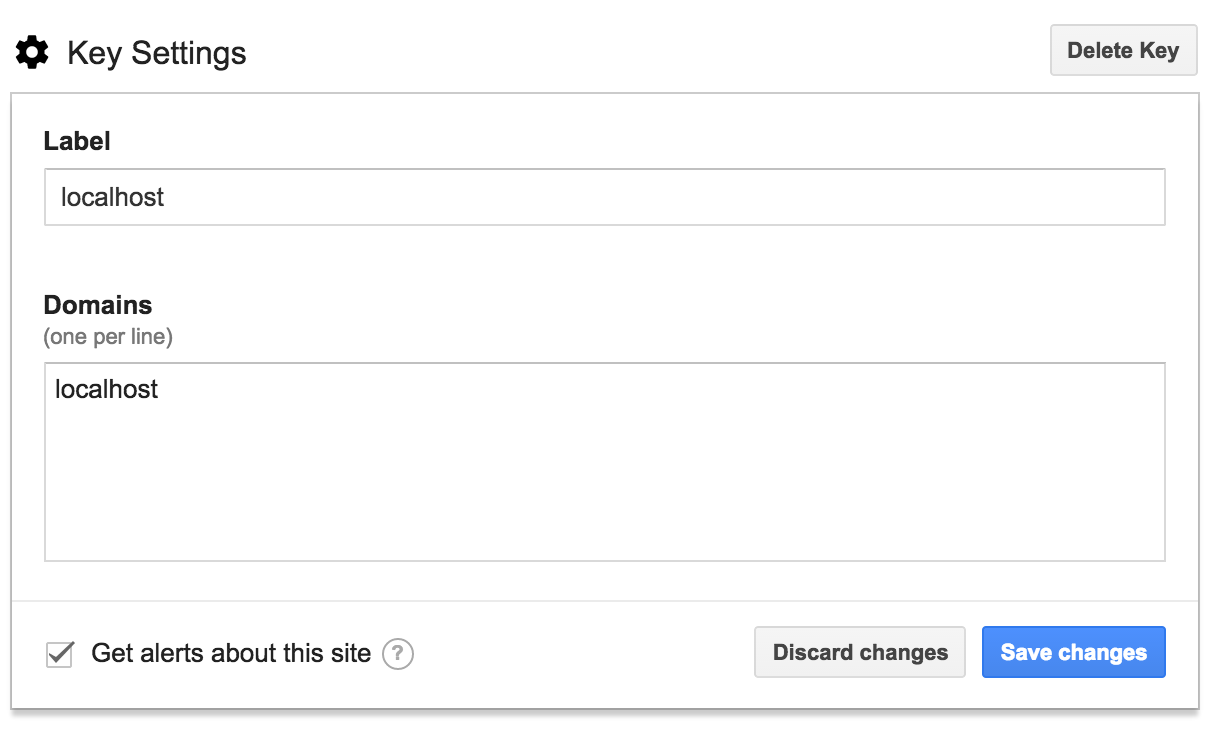 Key Settings
Delete Key
Label
localhost
Domains
(one per line)
localhost
Get alerts about this site ?
Discard changes
Save changes